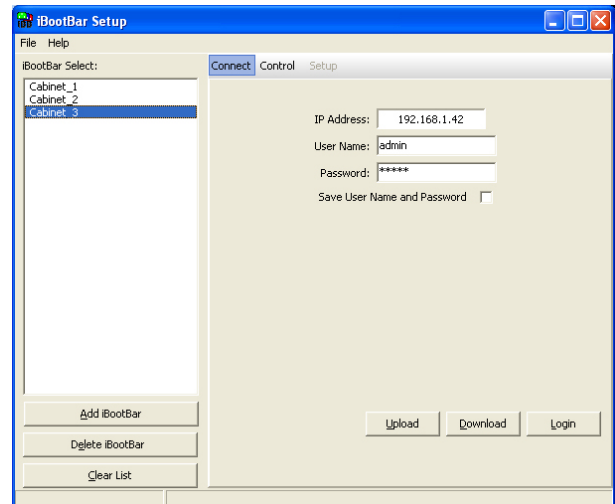 iBootBar Setup
File Help
iBootBar Select:
Connect Control Setup
Cabinet_1
Cabinet_2
Cabinet_3
IP Address: 192.168.1.42
User Name: admin
Password: *****
Save User Name and Password
Add iBootBar
Delete iBootBar
Clear List
Upload Download Login